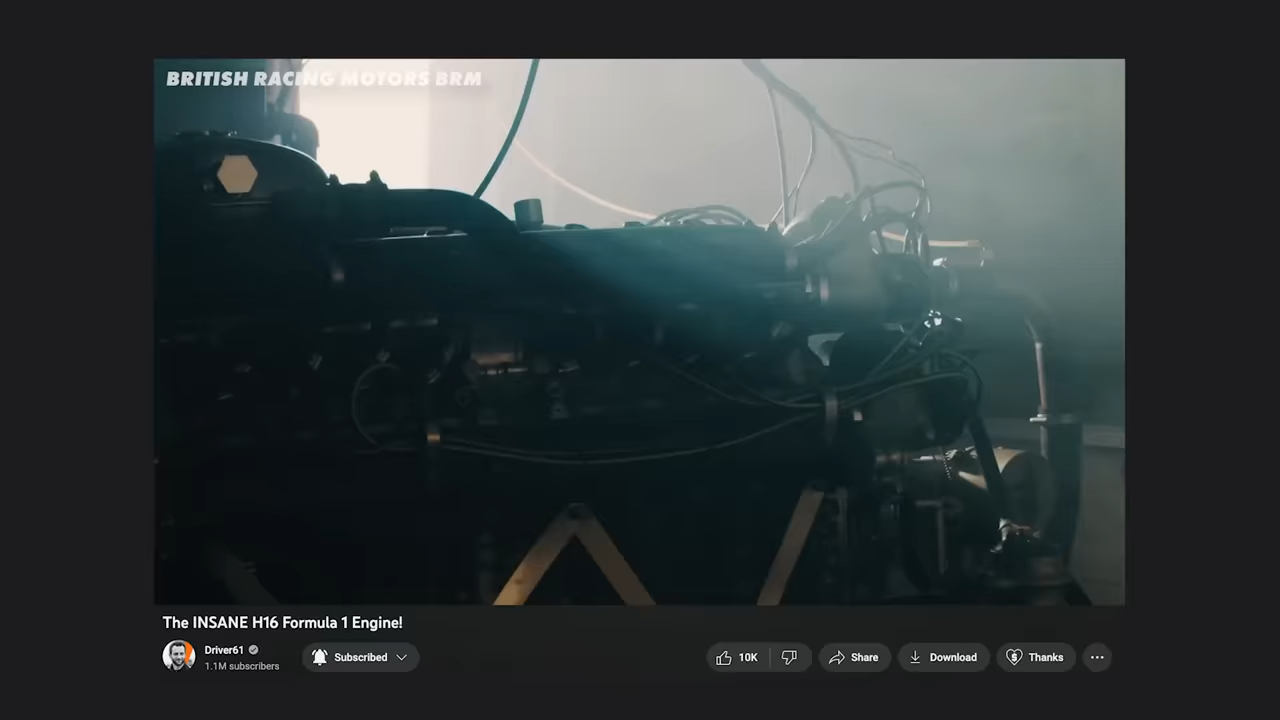 BRITISH RACING MOTORS BRM
The INSANE H16 Formula 1 Engine!
Driver61
1.1M subscribers
Subscribed
10K
Share
Download
Thanks